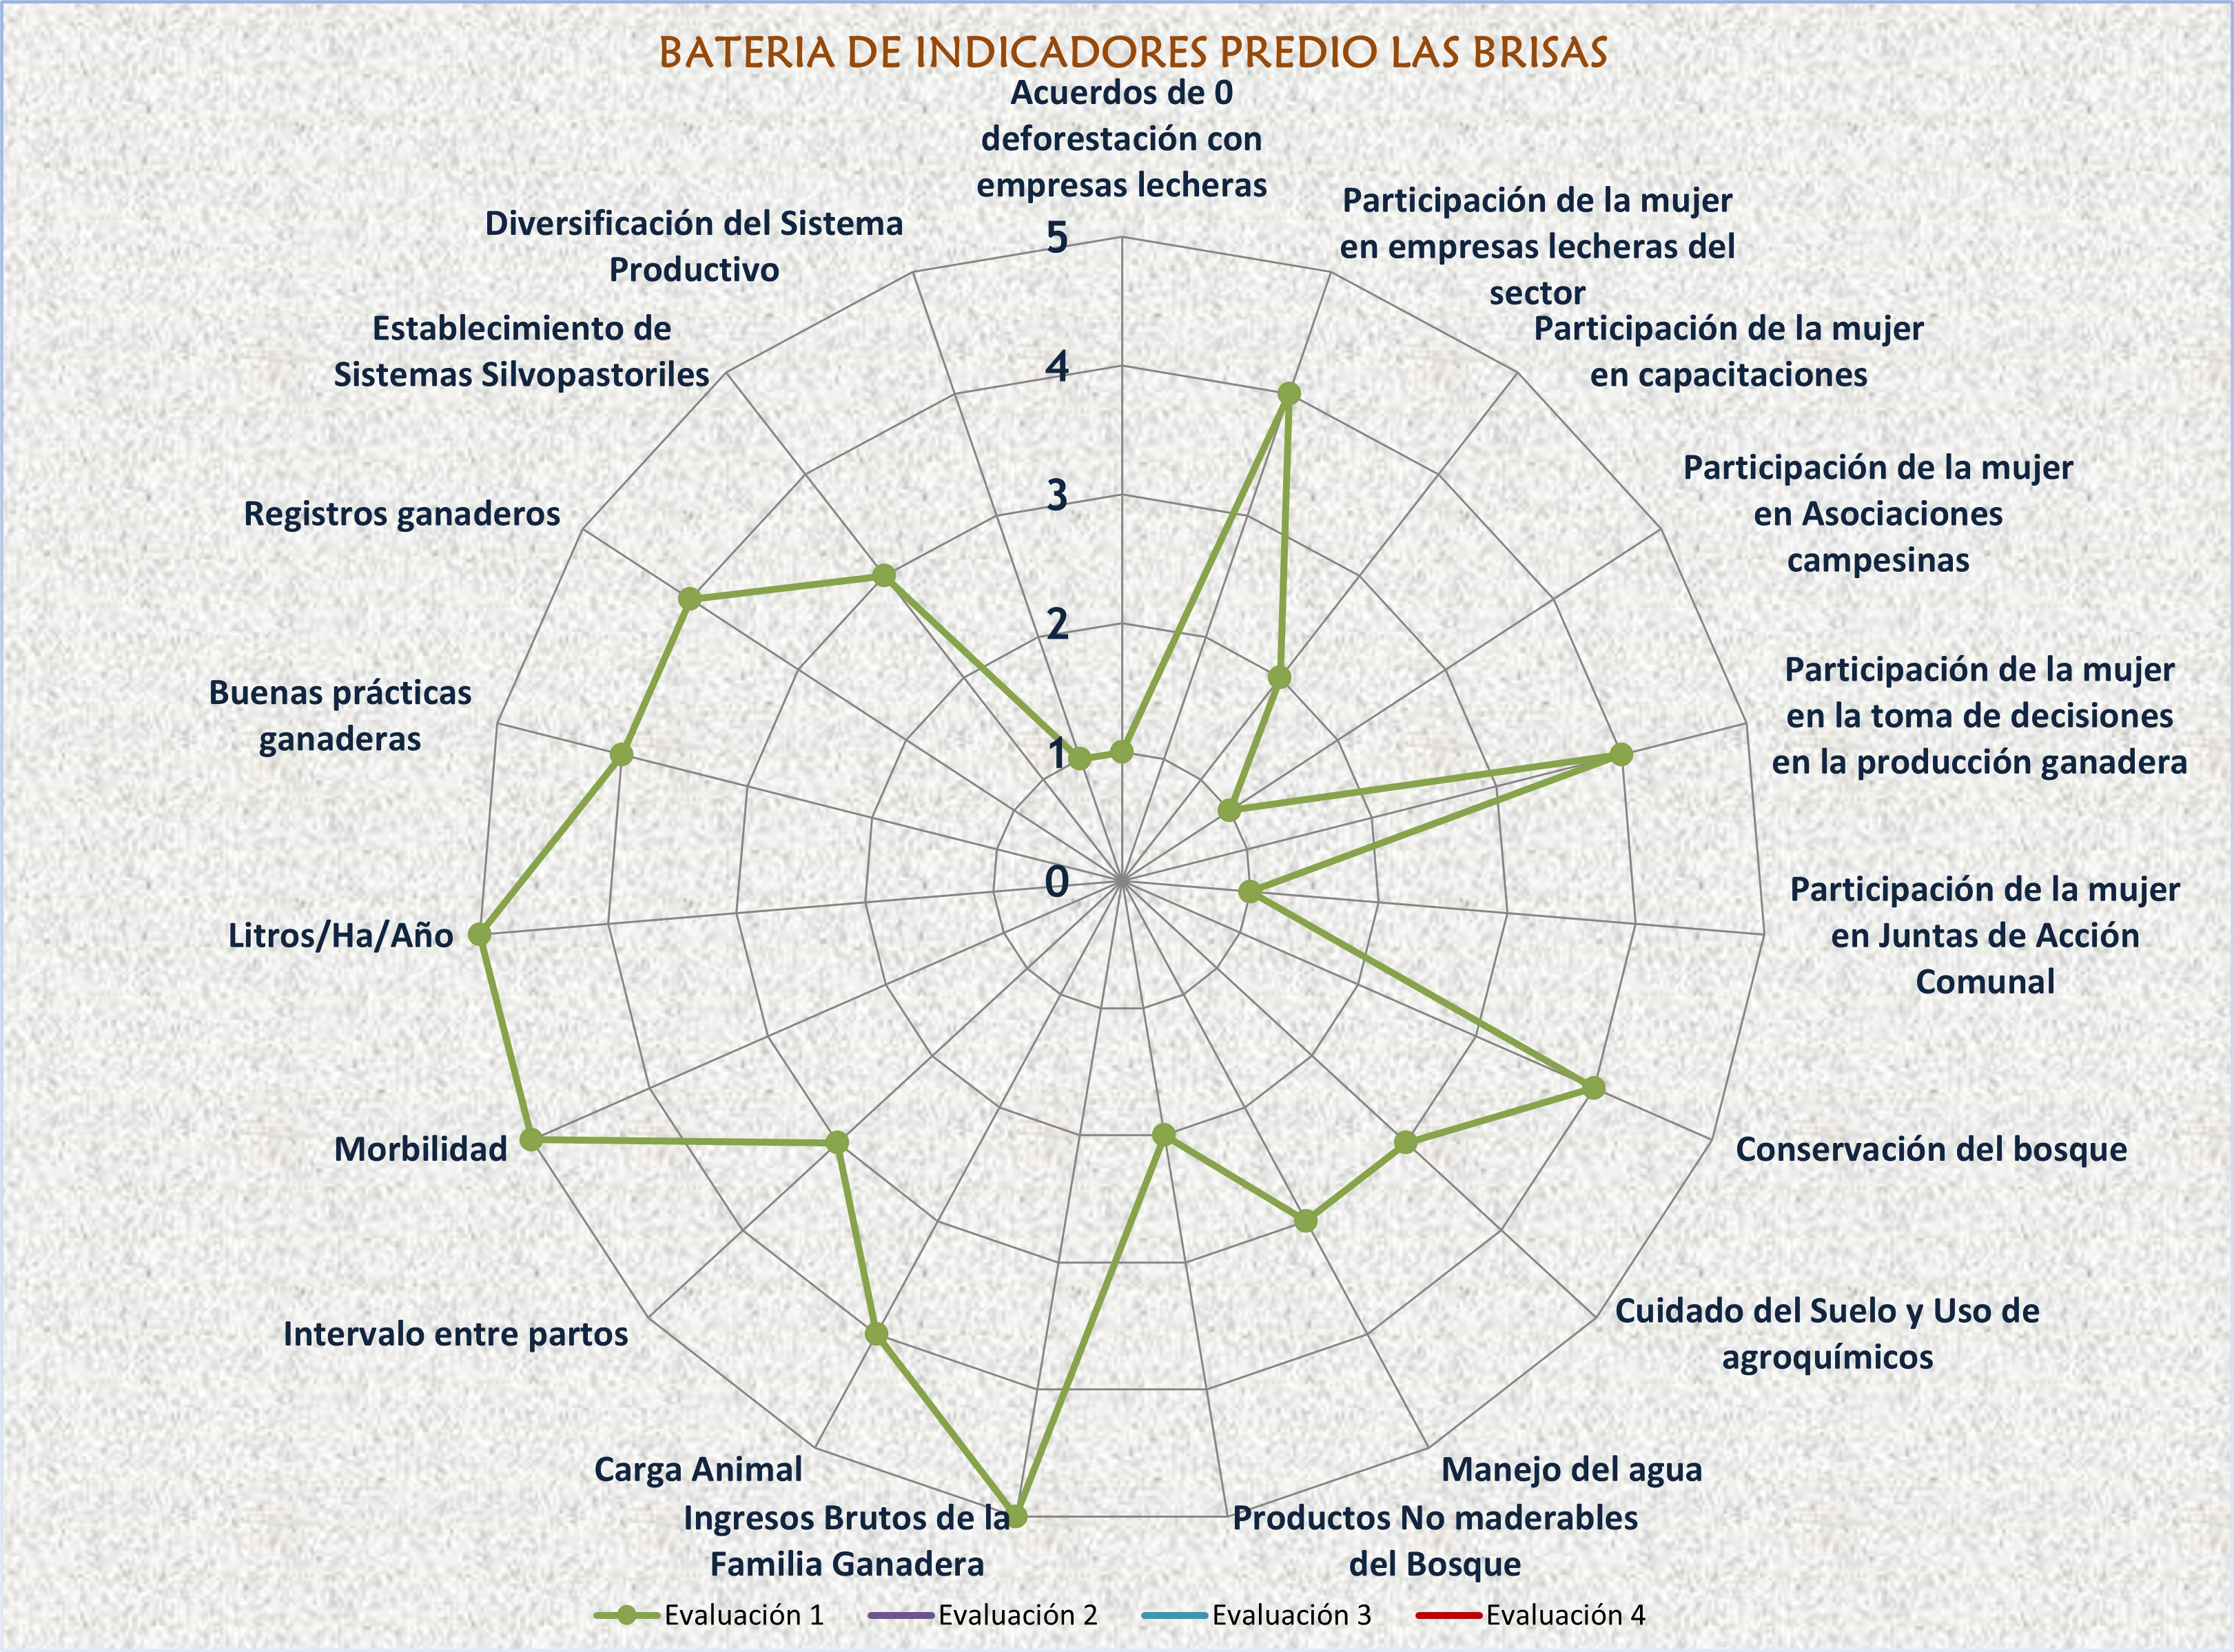 BATERIA DE INDICADORES PREDIO LAS BRISAS
Acuerdos de 0
deforestación con
empresas lecheras
Participación de la mujer
en empresas lecheras del
sector
Participación de la mujer
en capacitaciones
Participación de la mujer
en Asociaciones
campesinas
Participación de la mujer
en la toma de decisiones
en la producción ganadera
Participación de la mujer
en Juntas de Acción
Comunal
Conservación del bosque
Cuidado del Suelo y Uso de
agroquímicos
Manejo del agua
Productos No maderables
del Bosque
Ingresos Brutos de la
Familia Ganadera
Carga Animal
Intervalo entre partos
Morbilidad
Litros/Ha/Año
Buenas prácticas
ganaderas
Registros ganaderos
Establecimiento de
Sistemas Silvopastoriles
Diversificación del Sistema
Productivo
5
4
3
2
1
0
Evaluación 1
Evaluación 2
Evaluación 3
Evaluación 4